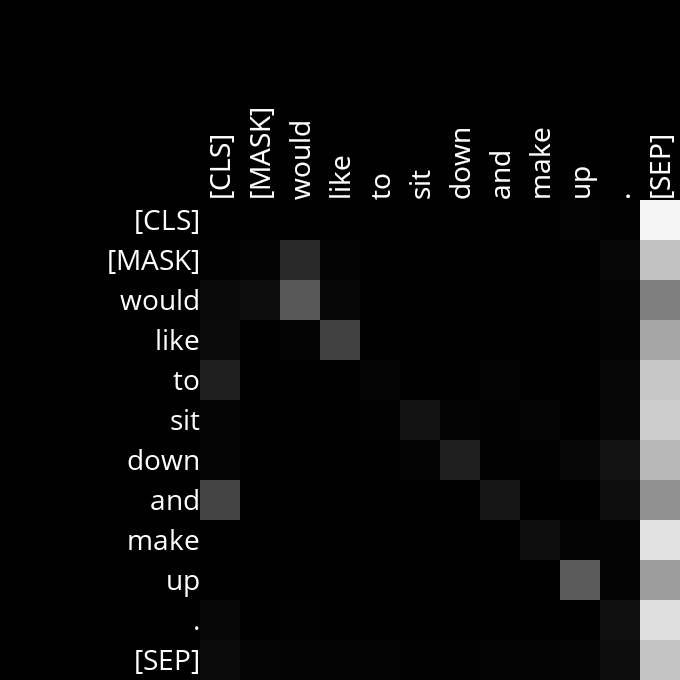 [CLS] [MASK] would like to sit down and make up . [SEP]
[CLS]
[MASK]
would
like
to
sit
down
and
make
up
.
[SEP]